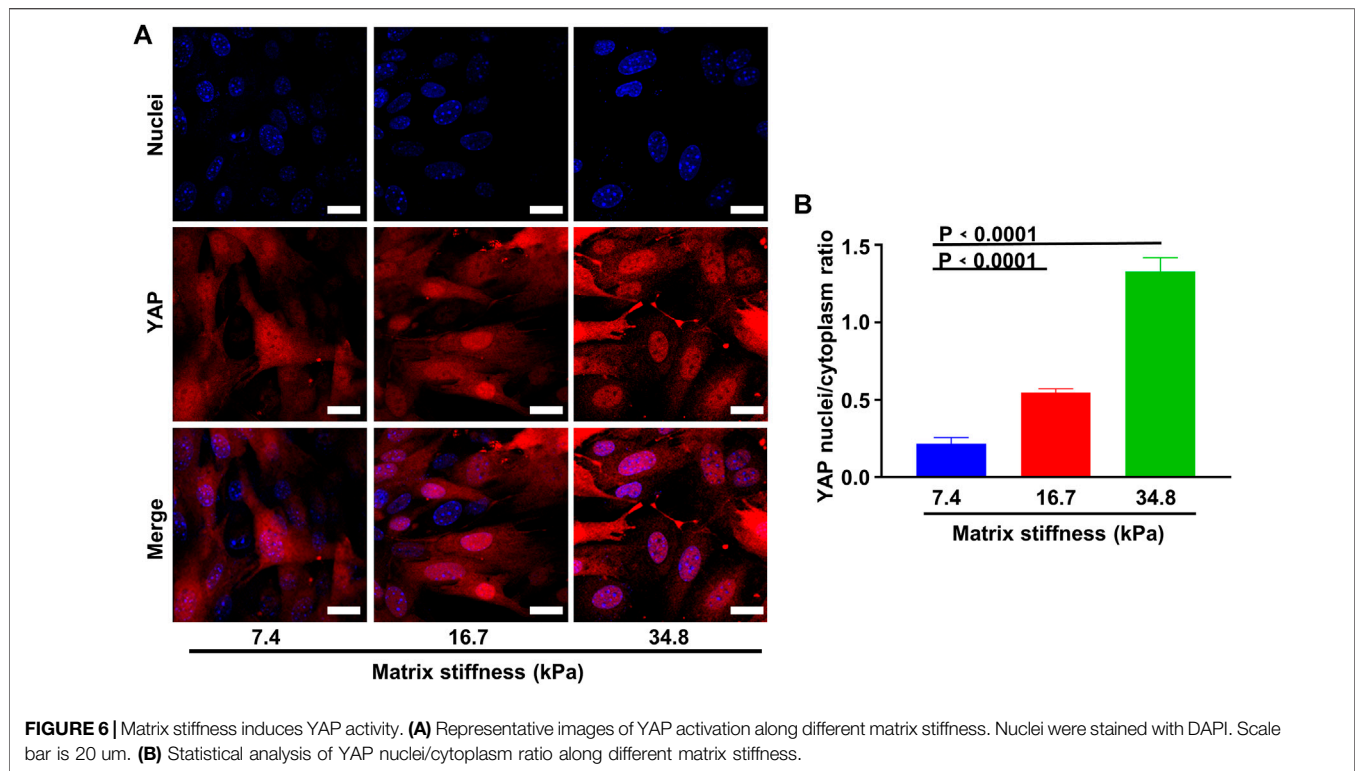 A
Nuclei
YAP
Merge
7.4 16.7 34.8
Matrix stiffness (kPa)
B
P < 0.0001
P < 0.0001
YAP nuclei/cytoplasm ratio
1.5
1.0
0.5
0.0
7.4 16.7 34.8
Matrix stiffness (kPa)
FIGURE 6 | Matrix stiffness induces YAP activity. (A) Representative images of YAP activation along different matrix stiffness. Nuclei were stained with DAPI. Scale
bar is 20 um. (B) Statistical analysis of YAP nuclei/cytoplasm ratio along different matrix stiffness.